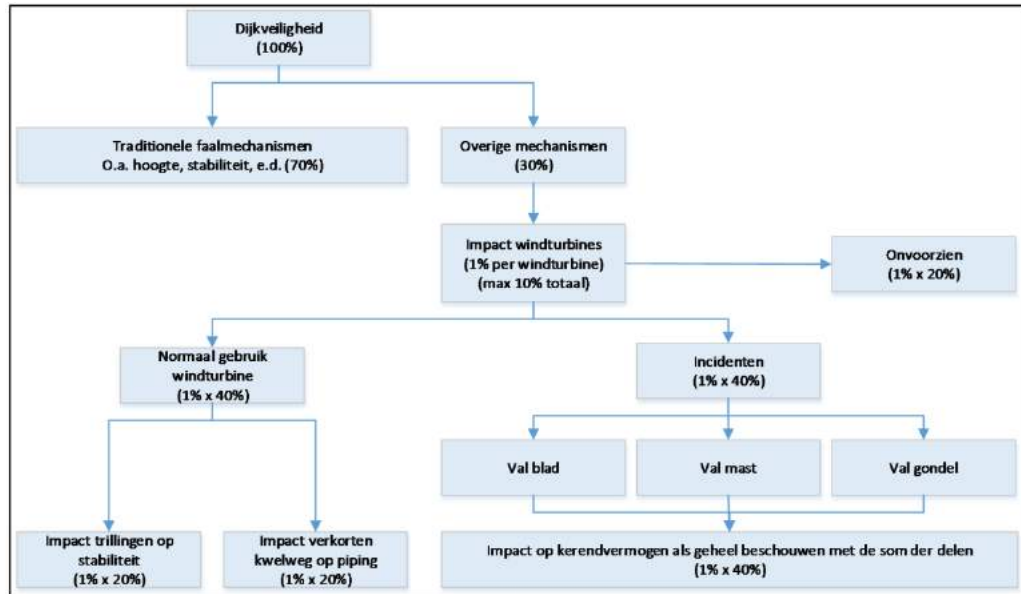 Dijkveiligheid
(100%)
Traditionele faalmechanismen
O.a. hoogte, stabiliteit, e.d. (70%)
Overige mechanismen
(30%)
Impact windturbines
(1% per windturbine)
(max 10% totaal)
Onvoorzien
(1% x 20%)
Normaal gebruik
windturbine
(1% x 40%)
Incidenten
(1% x 40%)
Val blad
Val mast
Val gondel
Impact trillingen op
stabiliteit
(1% x 20%)
Impact verkorten
kwelweg op piping
(1% x 20%)
Impact op kerendvermogen als geheel beschouwen met de som der delen
(1% x 40%)